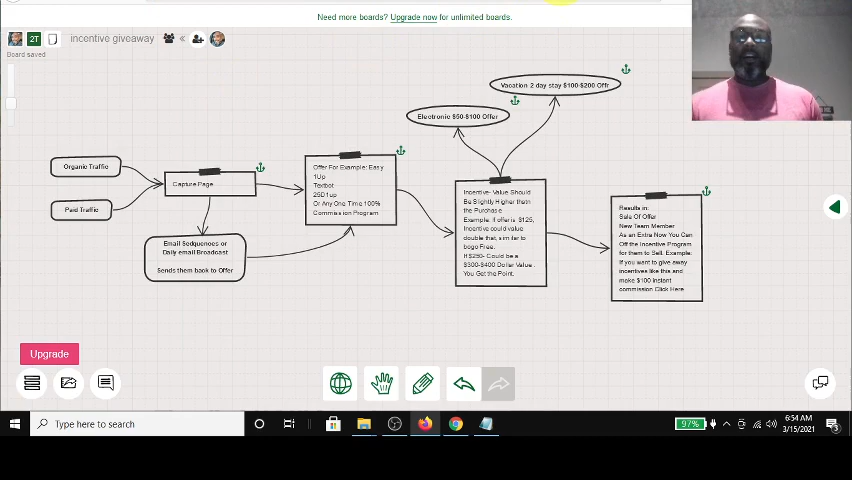 Need more boards? Upgrade now for unlimited boards.
2T
incentive giveaway
Board saved
Vacation 2 day stay $100-$200 Offr
Electronic $50-$100 Offer
Organic Traffic
Paid Traffic
Capture Page
Email Sedquences or
Daily email Broadcast
Sends them back to Offer
Offer For Example: Easy
1Up
Textbot
25D1up
Or Any One Time 100%
Commission Program
Incentive- Value Should
Be Slightly Higher thetn
the Purchase
Example: If offer is $125,
Incentive could value
double that, similar to
bogo Free.
If $250- Could be a
$300-$400 Dollar Value .
You Get the Point.
Results in:
Sale Of Offer
New Team Member
As an Extra Now You Can
Off the Incentive Program
for them to Sell. Example:
If you want to give away
incentives like this and
make $100 instant
commission Click Here
Upgrade
Type here to search
97%
6:54 AM
3/15/2021
3